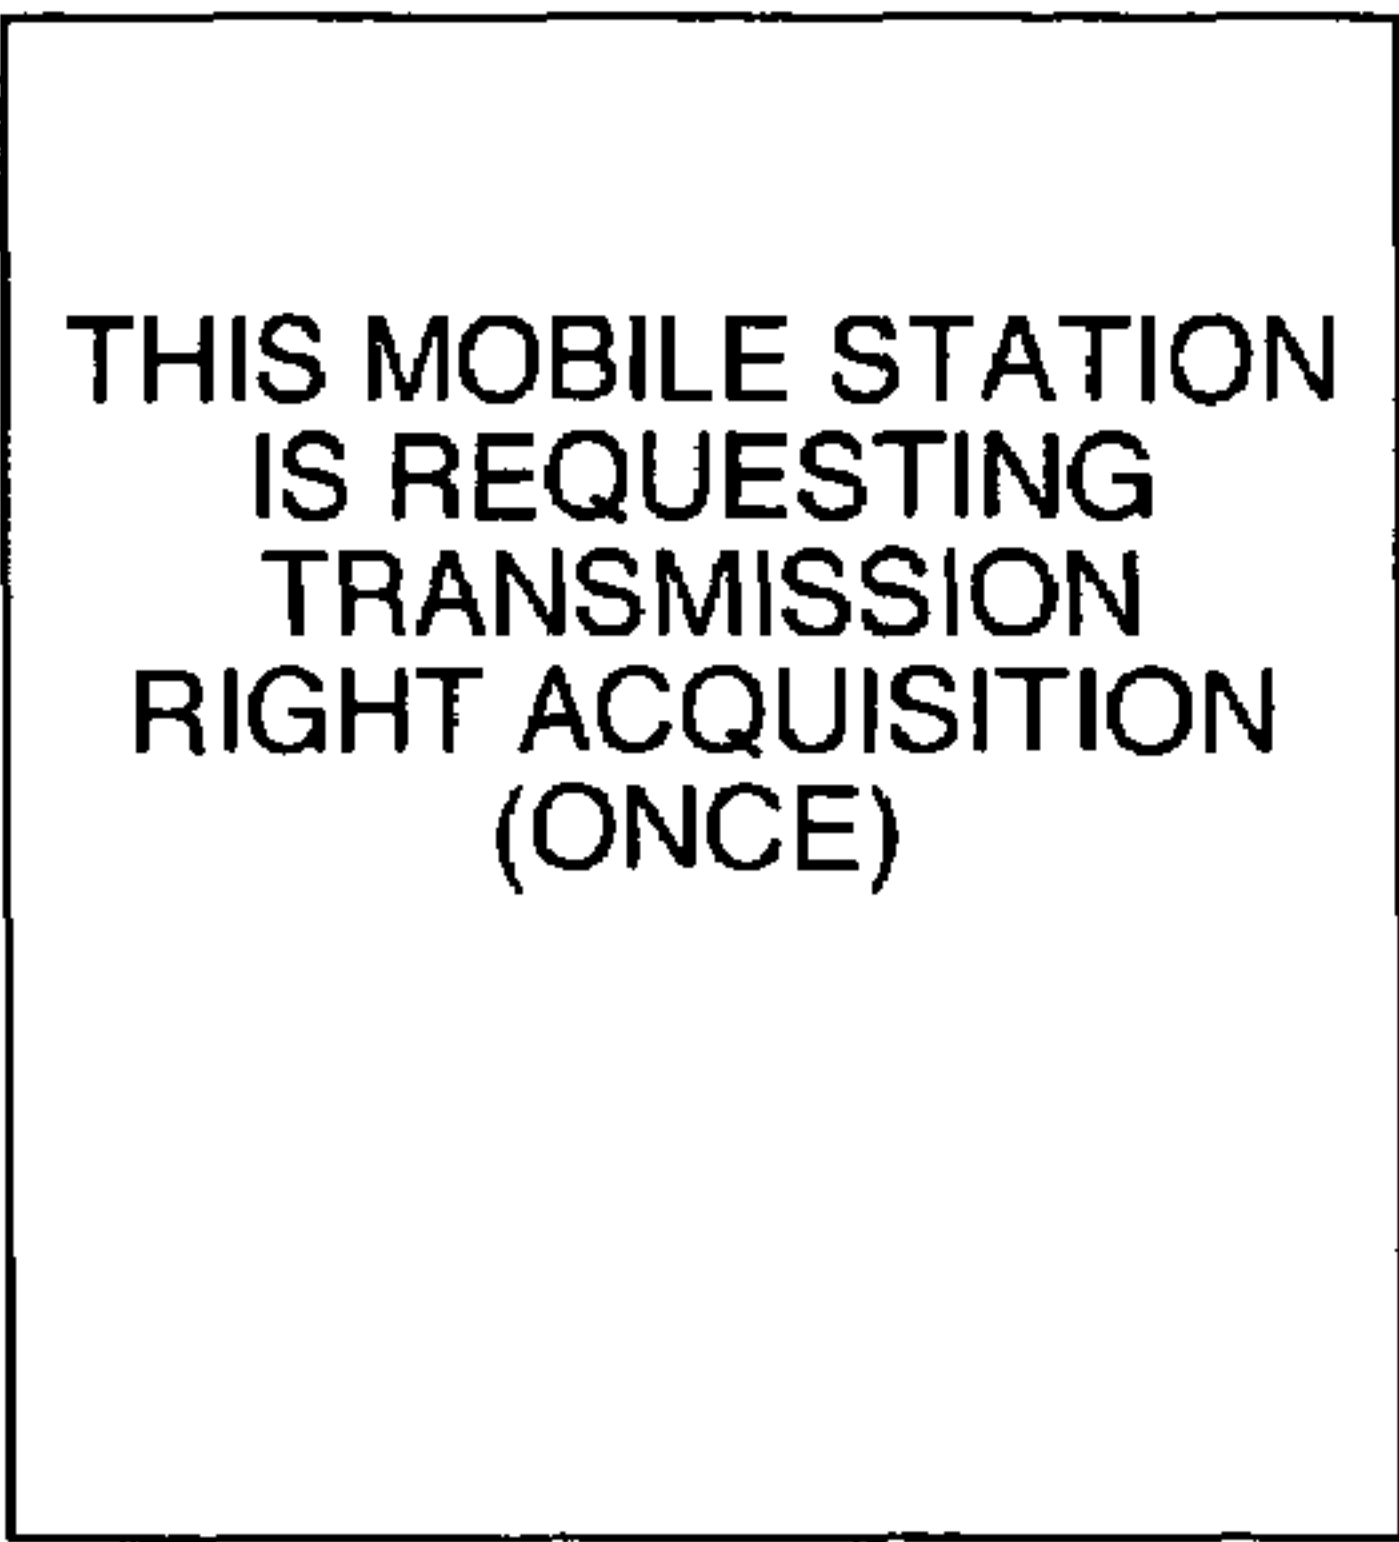 THIS MOBILE STATION
IS REQUESTING
TRANSMISSION
RIGHT ACQUISITION
(ONCE)